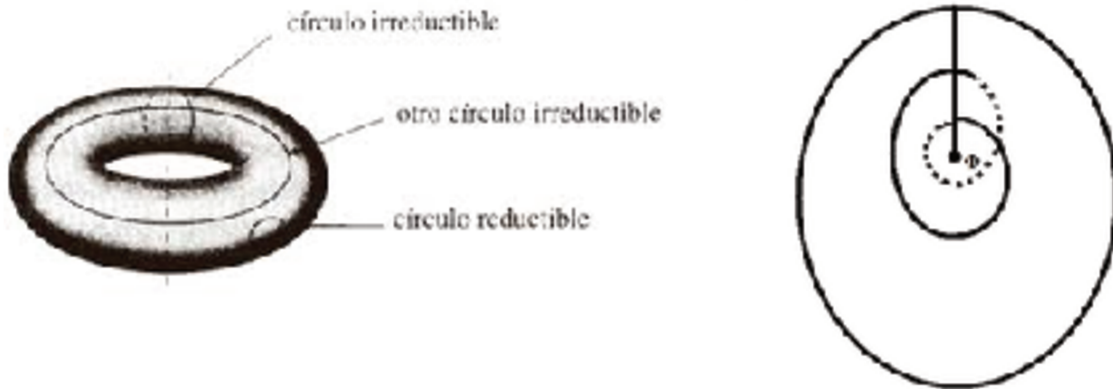 círculo irreductible
otro círculo irreductible
círculo reductible
Φ